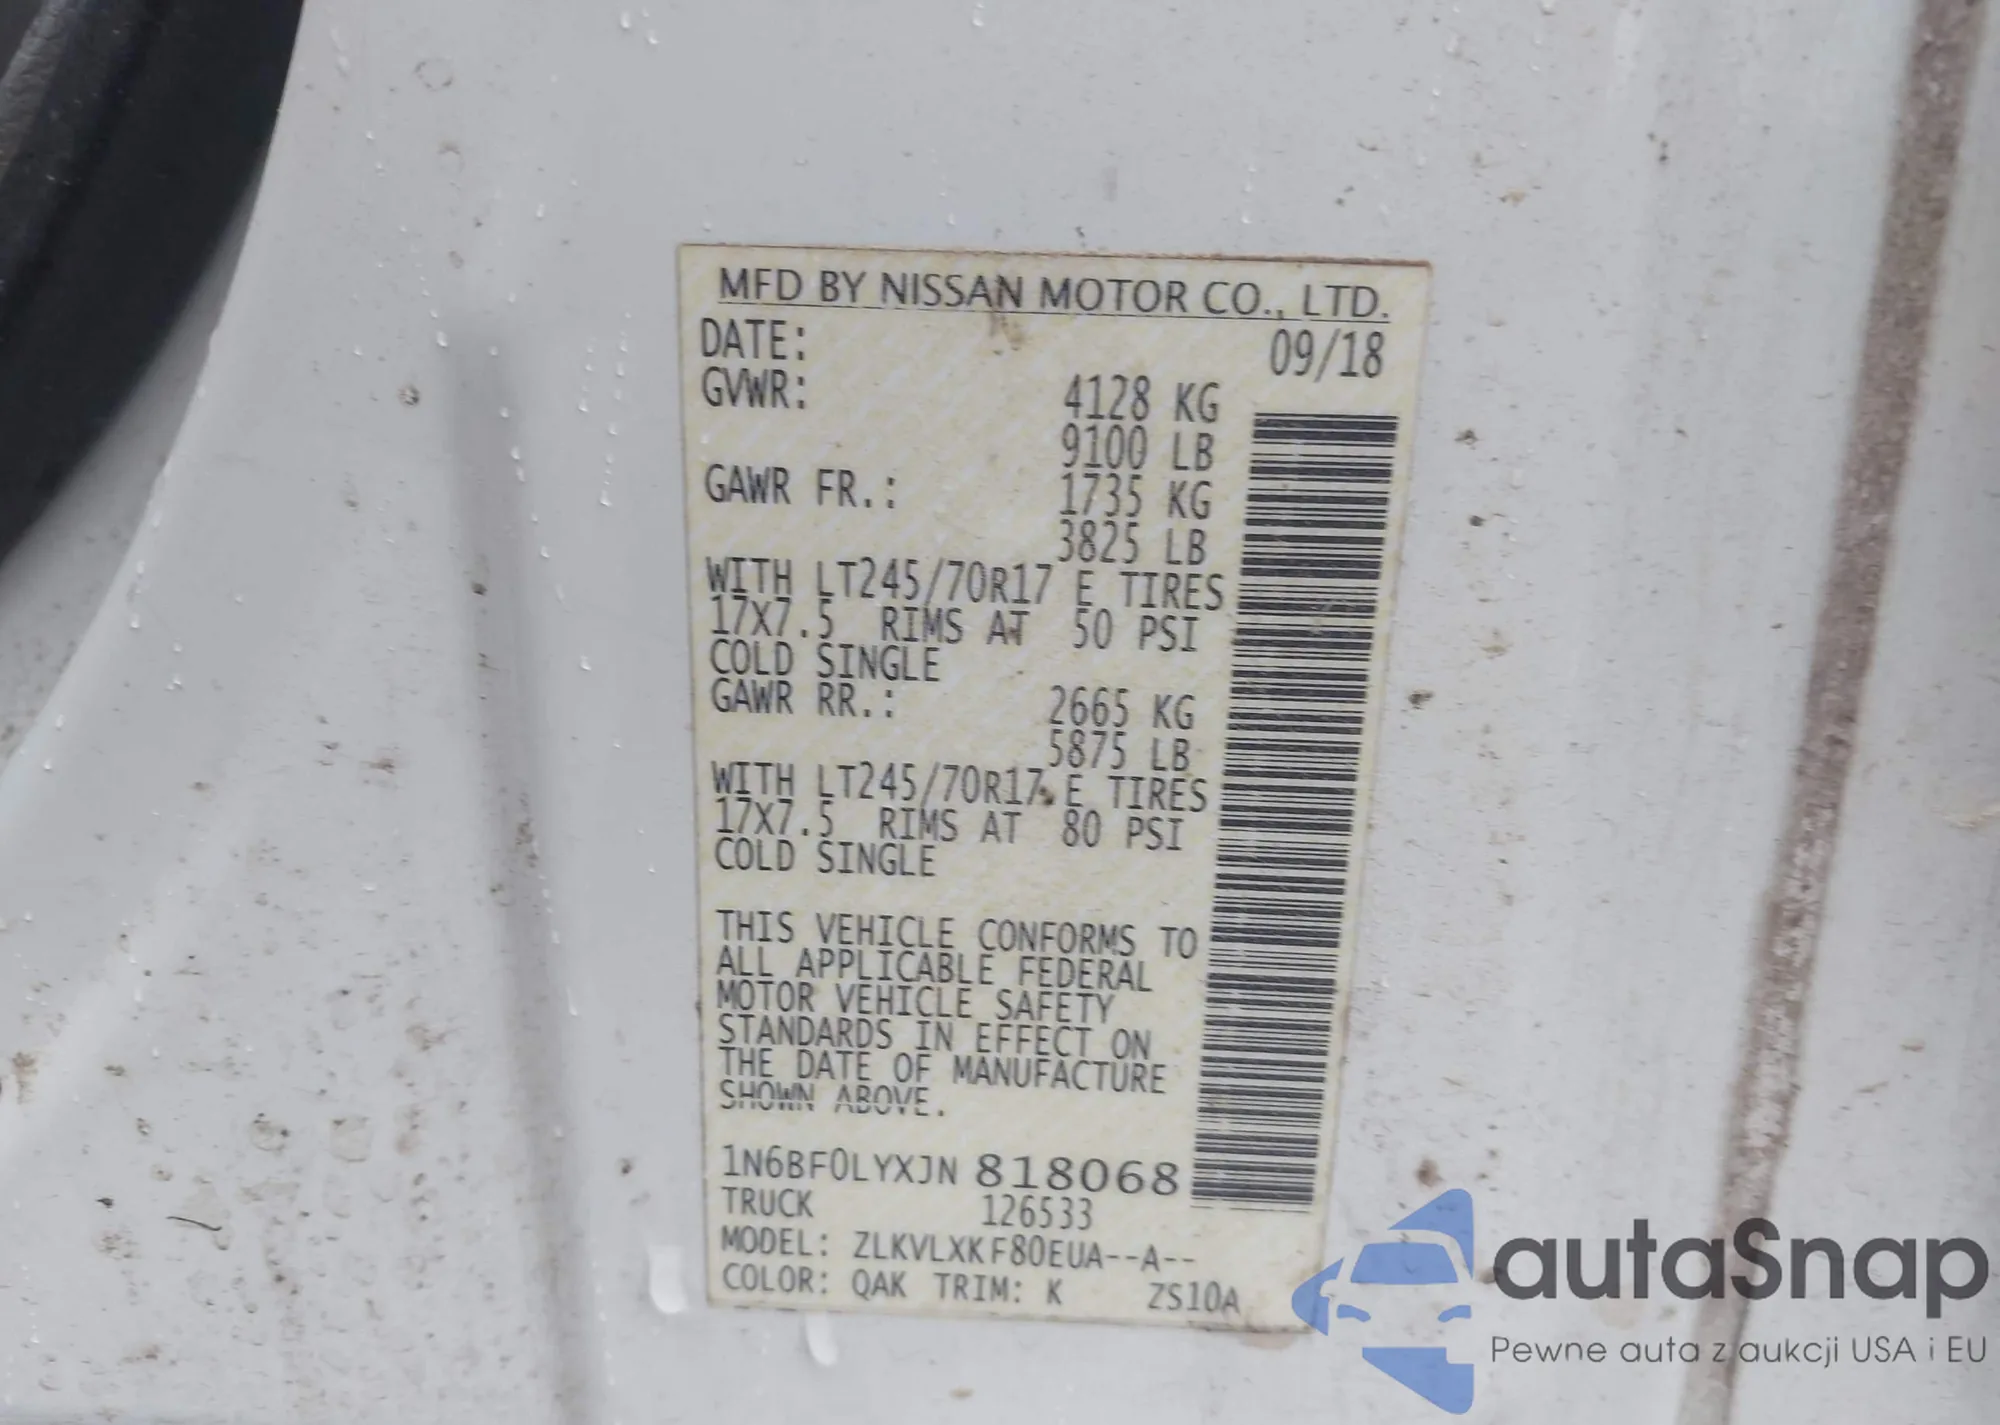 MFD BY NISSAN MOTOR CO., LTD.
DATE: 09/18
GVWR: 4128 KG
9100 LB
GAWR FR.: 1735 KG
3825 LB
WITH LT245/70R17 E TIRES
17X7.5 RIMS AT 50 PSI
COLD SINGLE
GAWR RR.: 2665 KG
5875 LB
WITH LT245/70R17 E TIRES
17X7.5 RIMS AT 80 PSI
COLD SINGLE
THIS VEHICLE CONFORMS TO
ALL APPLICABLE FEDERAL
MOTOR VEHICLE SAFETY
STANDARDS IN EFFECT ON
THE DATE OF MANUFACTURE
SHOWN ABOVE.
1N6BF0LYXJN 818068
TRUCK 126533
MODEL: ZLKVLXKF80EUA--A--
COLOR: QAK TRIM: K ZS10A
autaSnap
Pewne auta z aukcji USA i EU